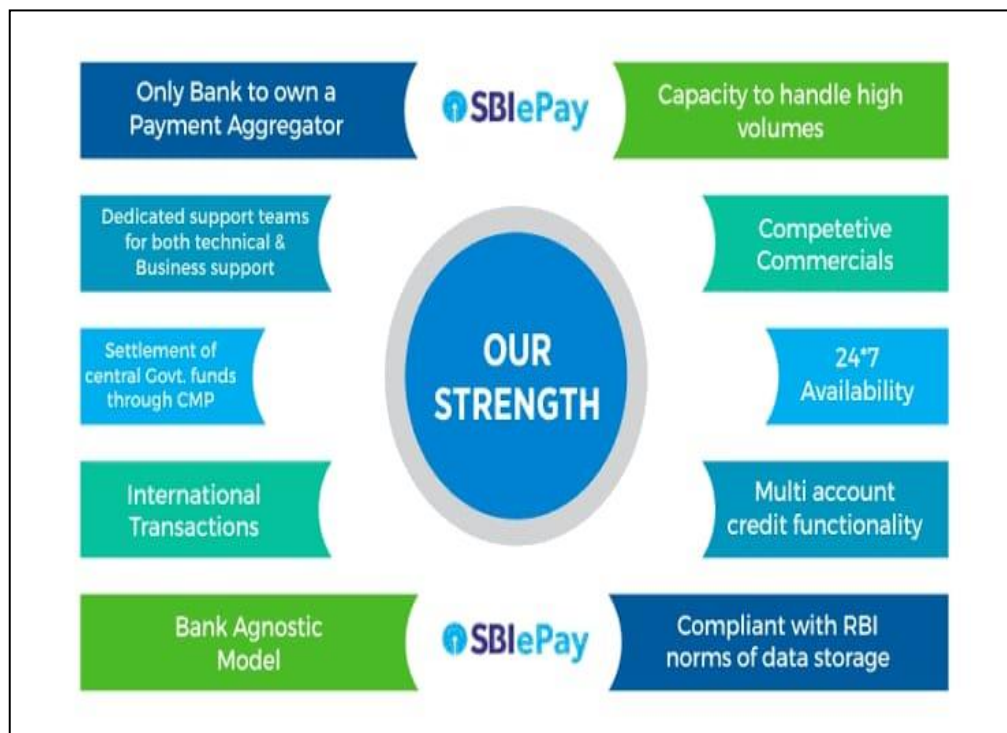 Only Bank to own a
Payment Aggregator
SBIePay
Capacity to handle high
volumes
Dedicated support teams
for both technical &
Business support
Competetive
Commercials
Settlement of
central Govt. funds
through CMP
OUR
STRENGTH
24*7
Availability
International
Transactions
Multi account
credit functionality
Bank Agnostic
Model
SBIePay
Compliant with RBI
norms of data storage